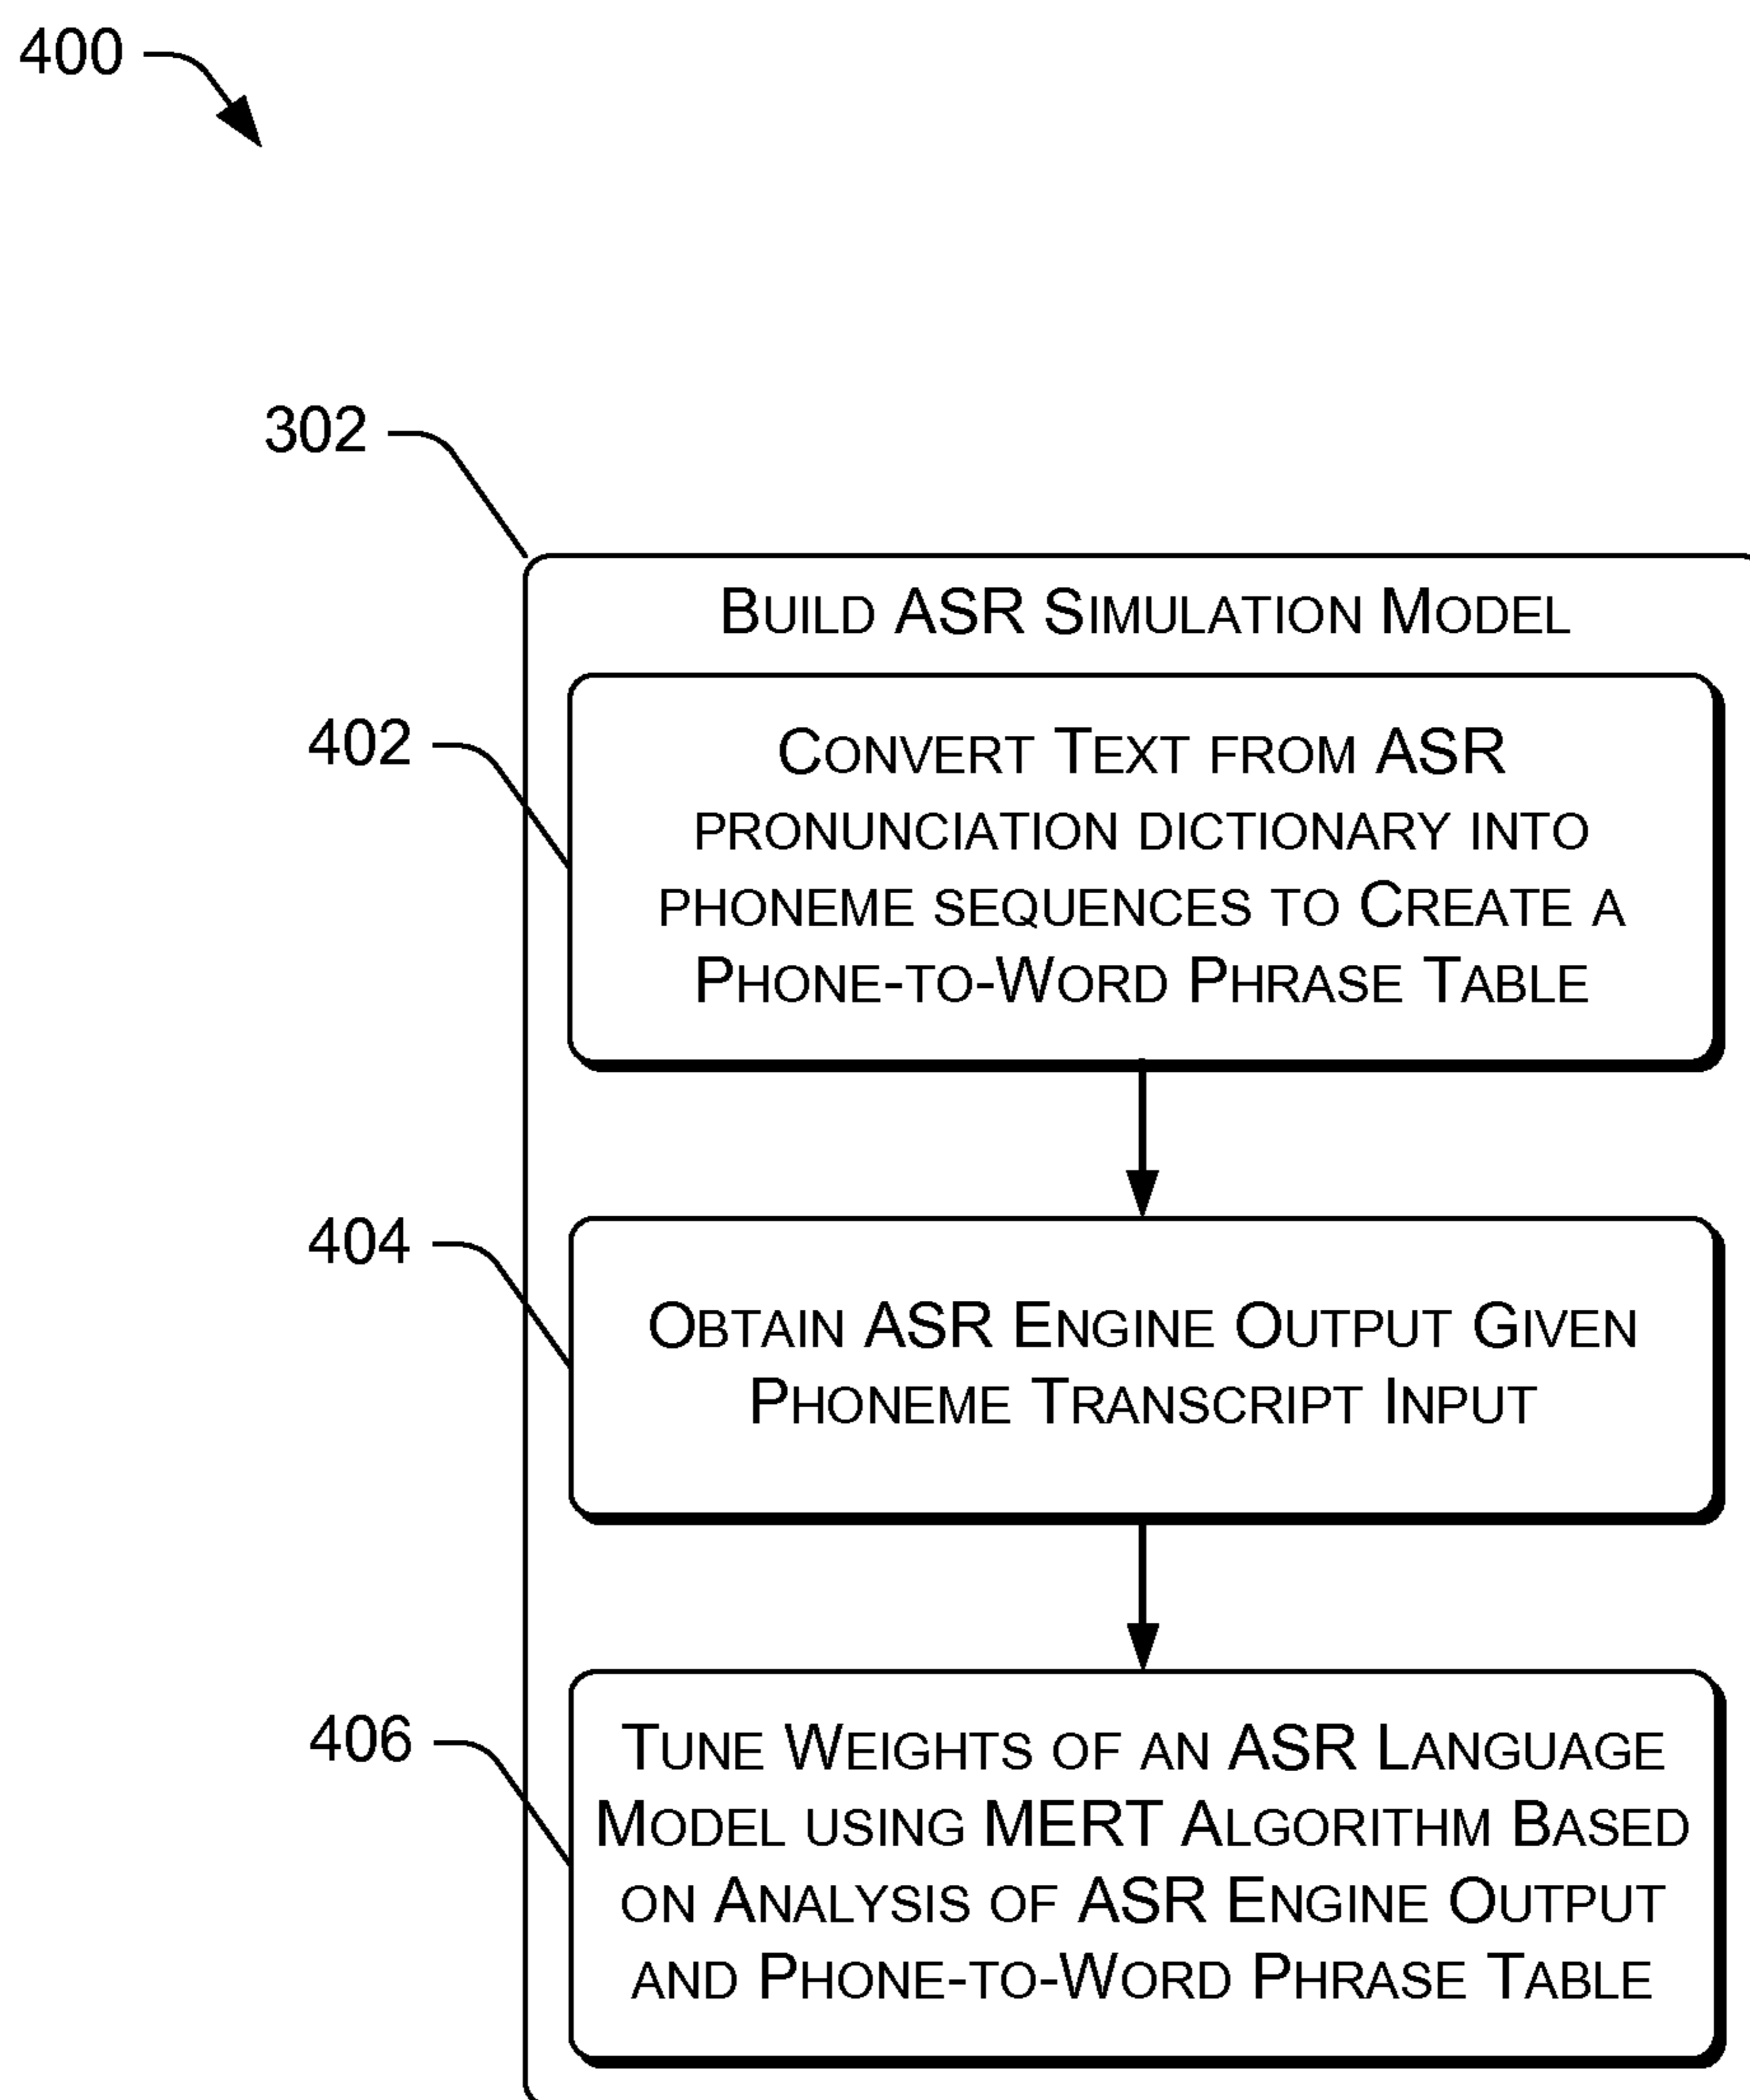 400
302
BUILD ASR SIMULATION MODEL
402
CONVERT TEXT FROM ASR
PRONUNCIATION DICTIONARY INTO
PHONEME SEQUENCES TO CREATE A
PHONE-TO-WORD PHRASE TABLE
404
OBTAIN ASR ENGINE OUTPUT GIVEN
PHONEME TRANSCRIPT INPUT
406
TUNE WEIGHTS OF AN ASR LANGUAGE
MODEL USING MERT ALGORITHM BASED
ON ANALYSIS OF ASR ENGINE OUTPUT
AND PHONE-TO-WORD PHRASE TABLE